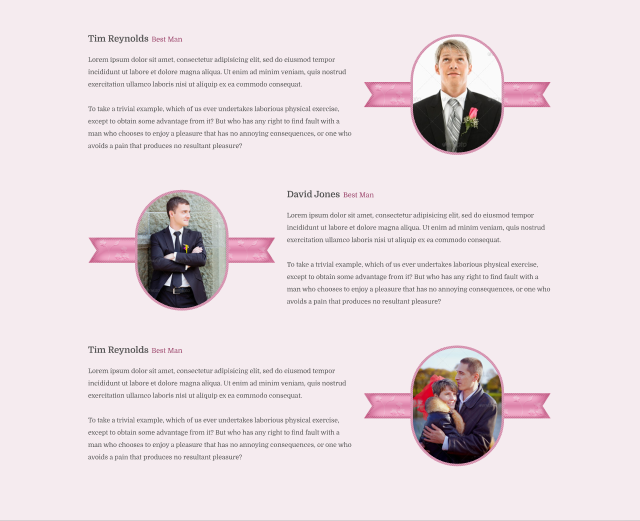 Tim Reynolds Best Man
Lorem ipsum dolor sit amet, consectetur adipisicing elit, sed do eiusmod tempor
incididunt ut labore et dolore magna aliqua. Ut enim ad minim veniam, quis nostrud
exercitation ullamco laboris nisi ut aliquip ex ea commodo consequat.
To take a trivial example, which of us ever undertakes laborious physical exercise,
except to obtain some advantage from it? But who has any right to find fault with a
man who chooses to enjoy a pleasure that has no annoying consequences, or one who
avoids a pain that produces no resultant pleasure?
David Jones Best Man
Lorem ipsum dolor sit amet, consectetur adipisicing elit, sed do eiusmod tempor
incididunt ut labore et dolore magna aliqua. Ut enim ad minim veniam, quis nostrud
exercitation ullamco laboris nisi ut aliquip ex ea commodo consequat.
To take a trivial example, which of us ever undertakes laborious physical exercise,
except to obtain some advantage from it? But who has any right to find fault with a
man who chooses to enjoy a pleasure that has no annoying consequences, or one who
avoids a pain that produces no resultant pleasure?
Tim Reynolds Best Man
Lorem ipsum dolor sit amet, consectetur adipisicing elit, sed do eiusmod tempor
incididunt ut labore et dolore magna aliqua. Ut enim ad minim veniam, quis nostrud
exercitation ullamco laboris nisi ut aliquip ex ea commodo consequat.
To take a trivial example, which of us ever undertakes laborious physical exercise,
except to obtain some advantage from it? But who has any right to find fault with a
man who chooses to enjoy a pleasure that has no annoying consequences, or one who
avoids a pain that produces no resultant pleasure?